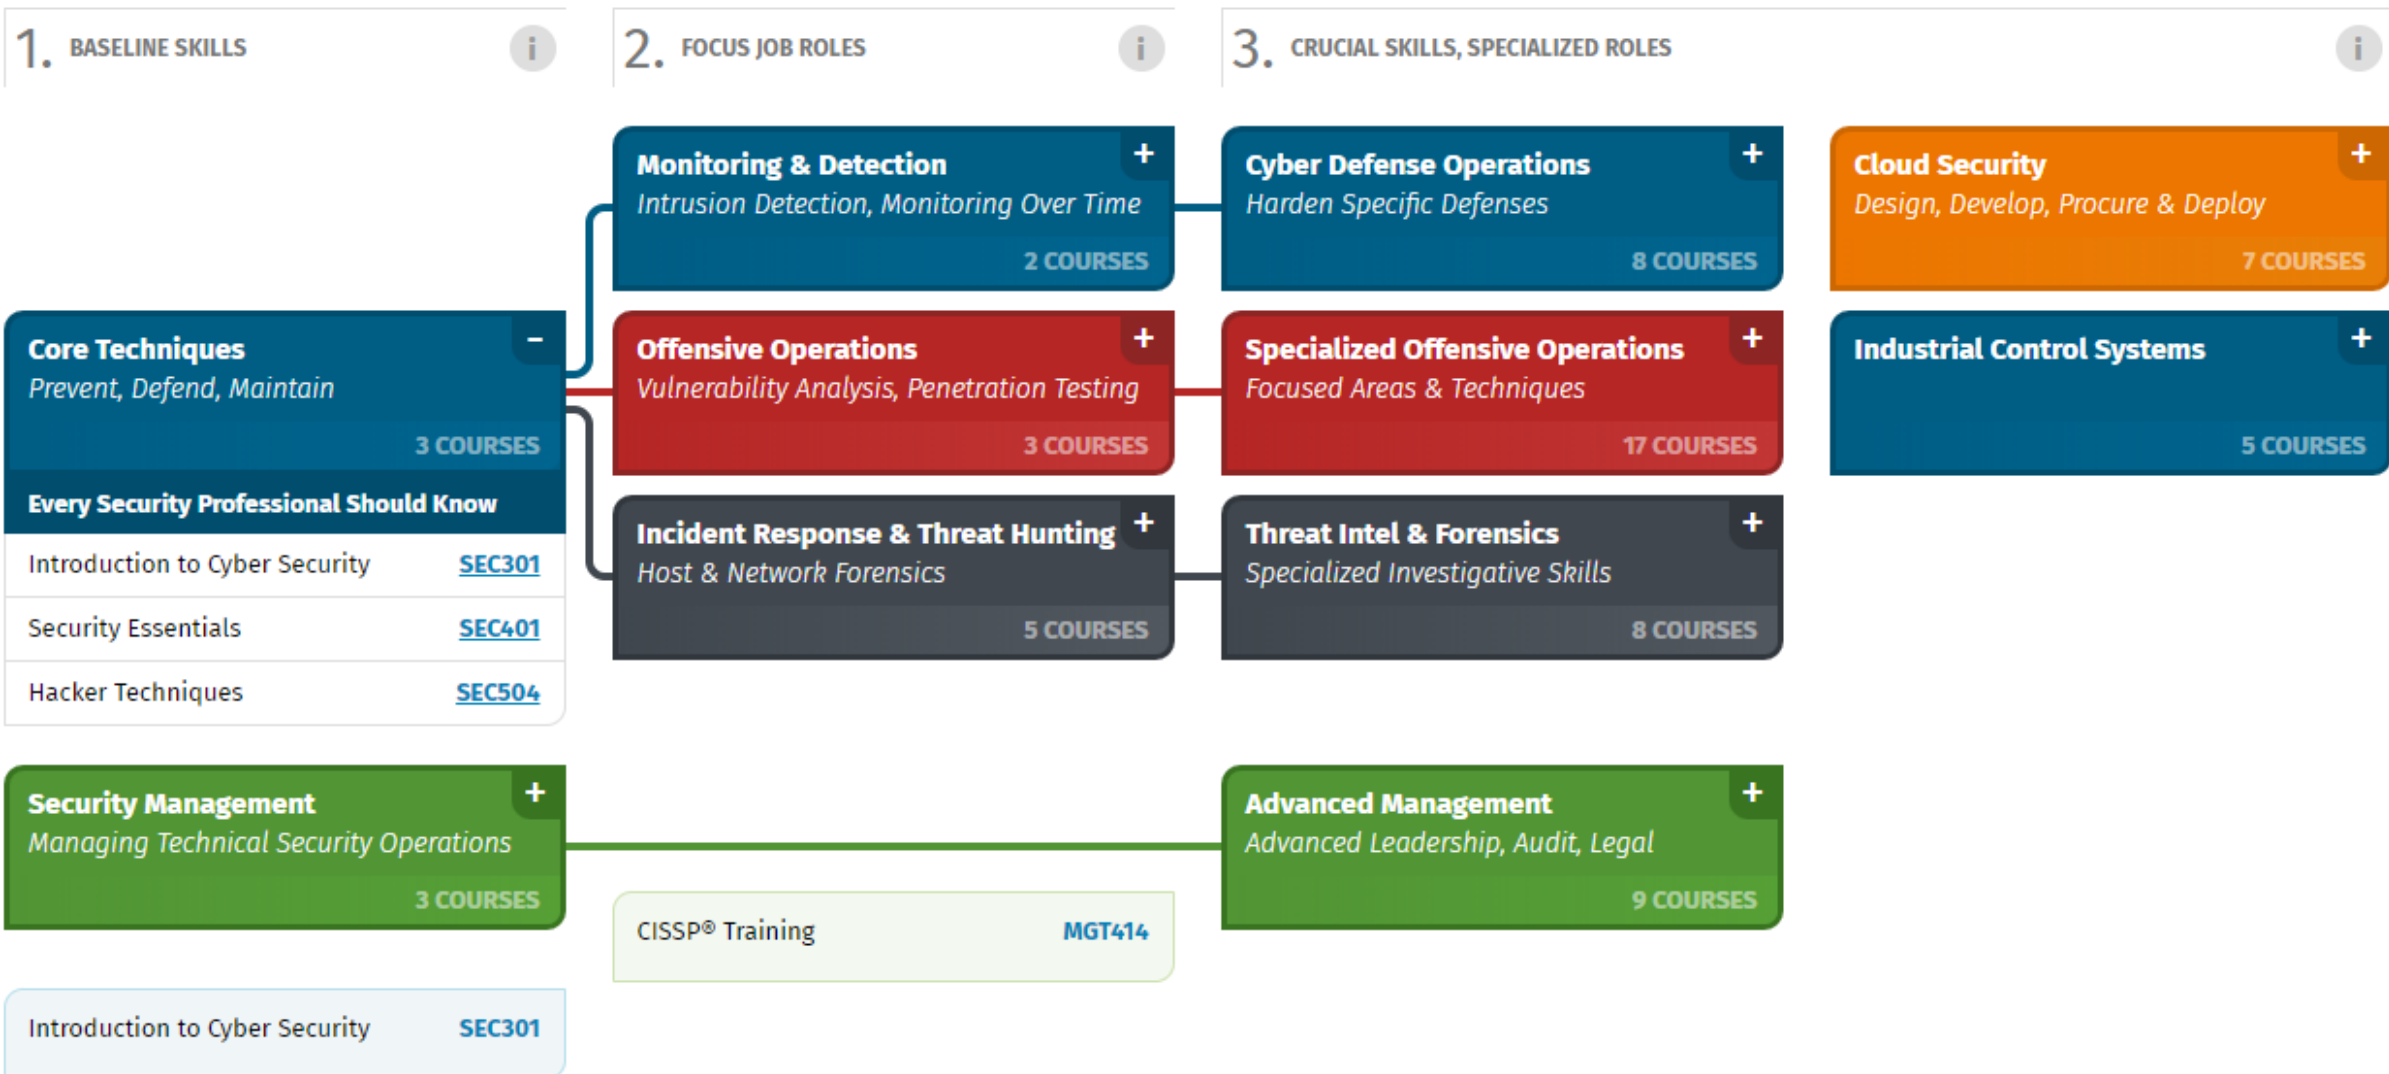 1. BASELINE SKILLS i
2. FOCUS JOB ROLES i
3. CRUCIAL SKILLS, SPECIALIZED ROLES i
Core Techniques -
Prevent, Defend, Maintain
3 COURSES
Every Security Professional Should Know
Introduction to Cyber Security SEC301
Security Essentials SEC401
Hacker Techniques SEC504
Monitoring & Detection +
Intrusion Detection, Monitoring Over Time
2 COURSES
Offensive Operations +
Vulnerability Analysis, Penetration Testing
3 COURSES
Incident Response & Threat Hunting +
Host & Network Forensics
5 COURSES
Cyber Defense Operations +
Harden Specific Defenses
8 COURSES
Specialized Offensive Operations +
Focused Areas & Techniques
17 COURSES
Threat Intel & Forensics +
Specialized Investigative Skills
8 COURSES
Cloud Security +
Design, Develop, Procure & Deploy
7 COURSES
Industrial Control Systems +
5 COURSES
Security Management +
Managing Technical Security Operations
3 COURSES
Advanced Management +
Advanced Leadership, Audit, Legal
9 COURSES
CISSP® Training MGT414
Introduction to Cyber Security SEC301